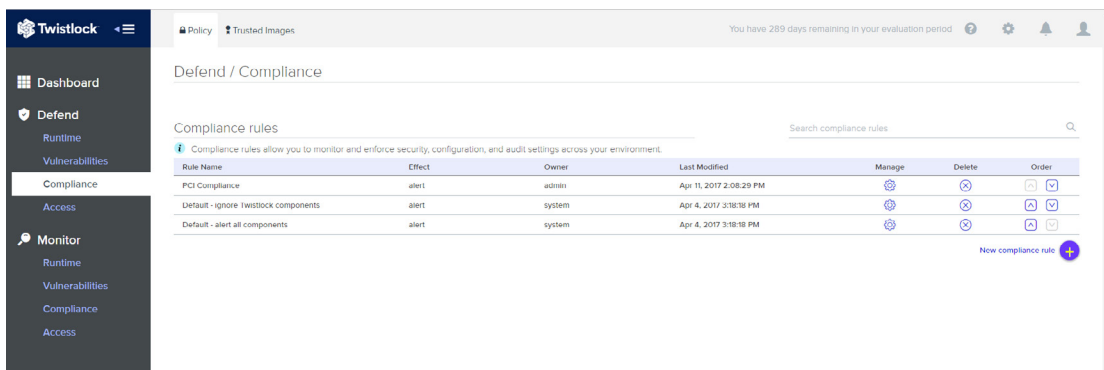 Twistlock
Policy Trusted Images You have 289 days remaining in your evaluation period
Dashboard
Defend
Runtime
Vulnerabilities
Compliance
Access
Monitor
Runtime
Vulnerabilities
Compliance
Access
Defend / Compliance
Compliance rules Search compliance rules
Compliance rules allow you to monitor and enforce security, configuration, and audit settings across your environment.
Rule Name Effect Owner Last Modified Manage Delete Order
PCI Compliance alert admin Apr 11, 2017 2:08:29 PM
Default - ignore Twistlock components alert system Apr 4, 2017 3:18:18 PM
Default - alert all components alert system Apr 4, 2017 3:18:18 PM
New compliance rule